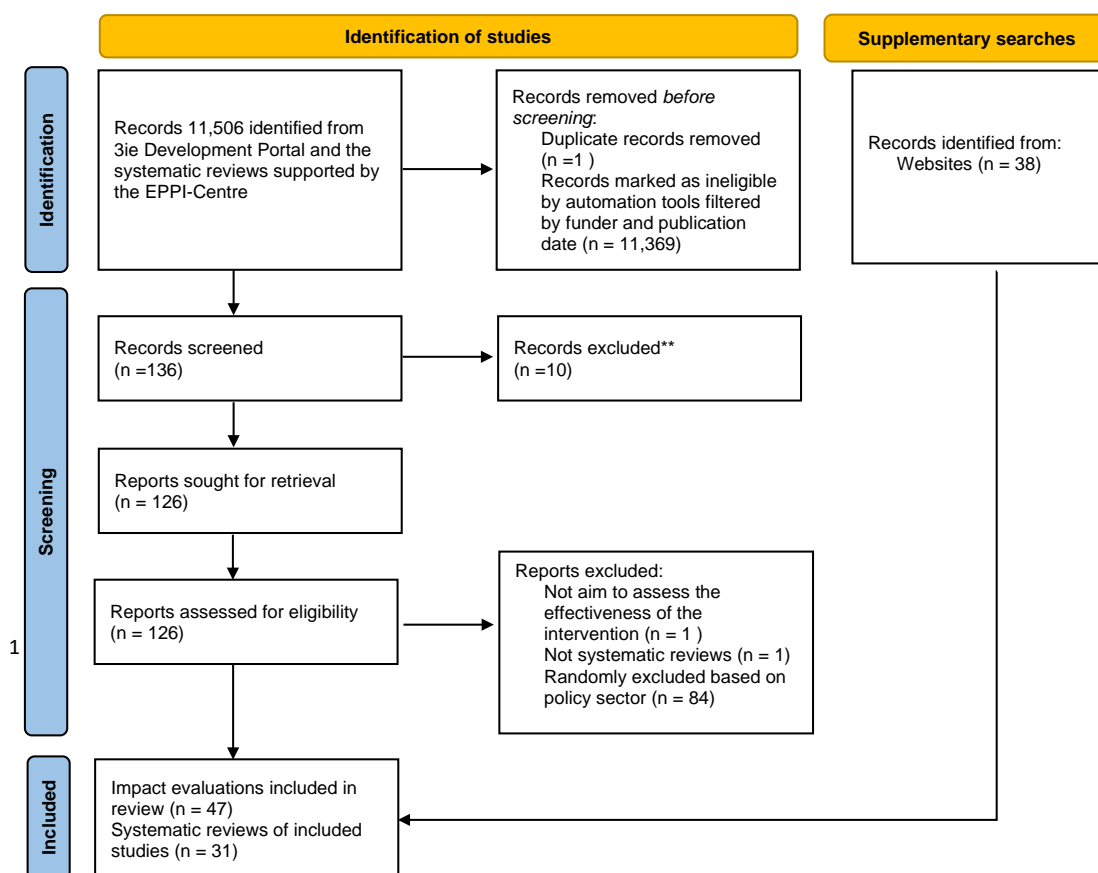 Identification of studies
Supplementary searches
Identification
Records 11,506 identified from
3ie Development Portal and the
systematic reviews supported by
the EPPI-Centre
Records removed before
screening:
Duplicate records removed
(n =1 )
Records marked as ineligible
by automation tools filtered
by funder and publication
date (n = 11,369)
Records identified from:
Websites (n = 38)
Screening
Records screened
(n =136)
Records excluded**
(n =10)
Reports sought for retrieval
(n = 126)
Reports assessed for eligibility
(n = 126)
1
Reports excluded:
Not aim to assess the
effectiveness of the
intervention (n = 1 )
Not systematic reviews (n = 1)
Randomly excluded based on
policy sector (n = 84)
Included
Impact evaluations included in
review (n = 47)
Systematic reviews of included
studies (n = 31)